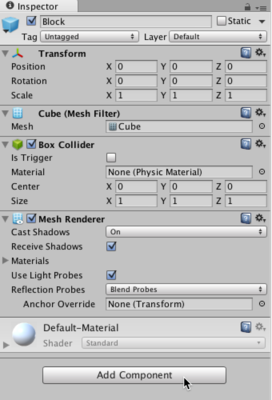 Inspector
Block Static
Tag Untagged Layer Default
Transform
Position X 0 Y 0 Z 0
Rotation X 0 Y 0 Z 0
Scale X 1 Y 1 Z 1
Cube (Mesh Filter)
Mesh Cube
Box Collider
Is Trigger
Material None (Physic Material)
Center X 0 Y 0 Z 0
Size X 1 Y 1 Z 1
Mesh Renderer
Cast Shadows On
Receive Shadows
Materials
Use Light Probes
Reflection Probes Blend Probes
Anchor Override None (Transform)
Default-Material
Shader Standard
Add Component